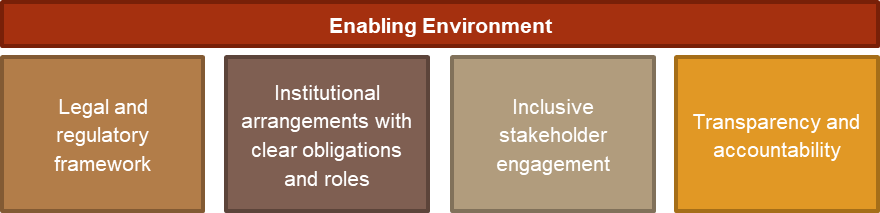 Enabling Environment
Legal and
regulatory
framework
Institutional
arrangements with
clear obligations
and roles
Inclusive
stakeholder
engagement
Transparency and
accountability